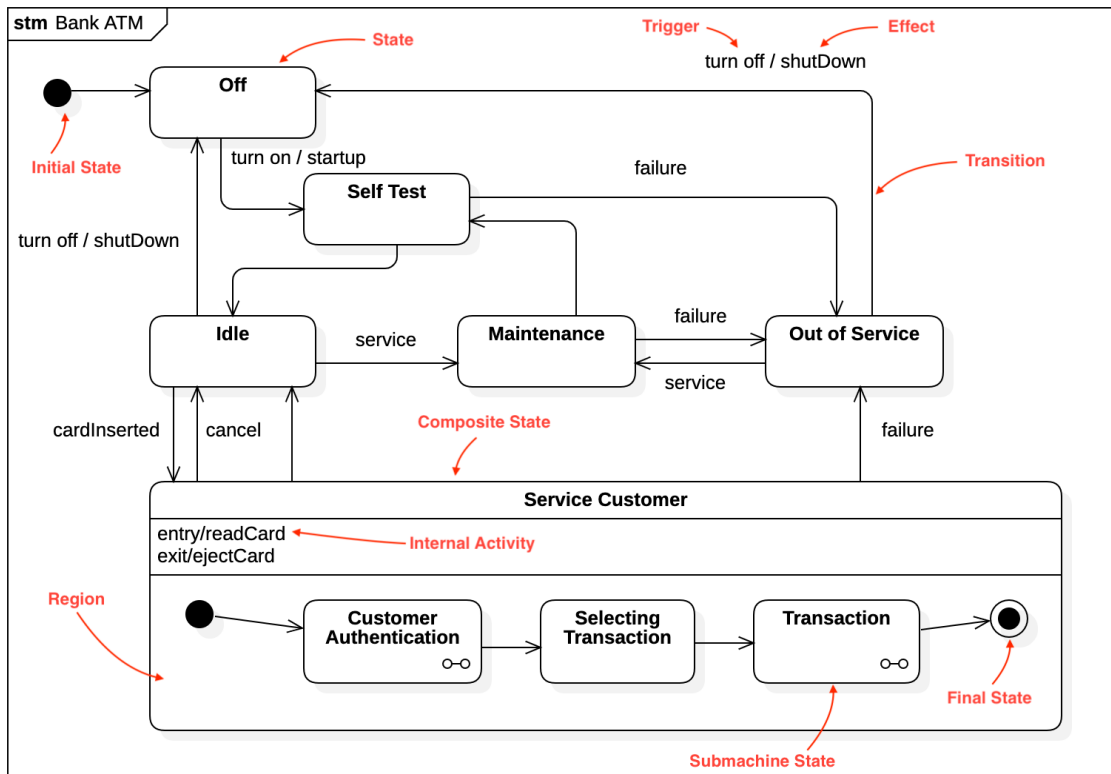 stm Bank ATM
Trigger
Effect
State
turn off / shutDown
Off
Initial State
turn on / startup
failure
Transition
Self Test
turn off / shutDown
Idle
service
Maintenance
failure
service
Out of Service
cardInserted
cancel
Composite State
failure
Service Customer
entry/readCard
exit/ejectCard
Internal Activity
Region
Customer
Authentication
Selecting
Transaction
Transaction
Final State
Submachine State